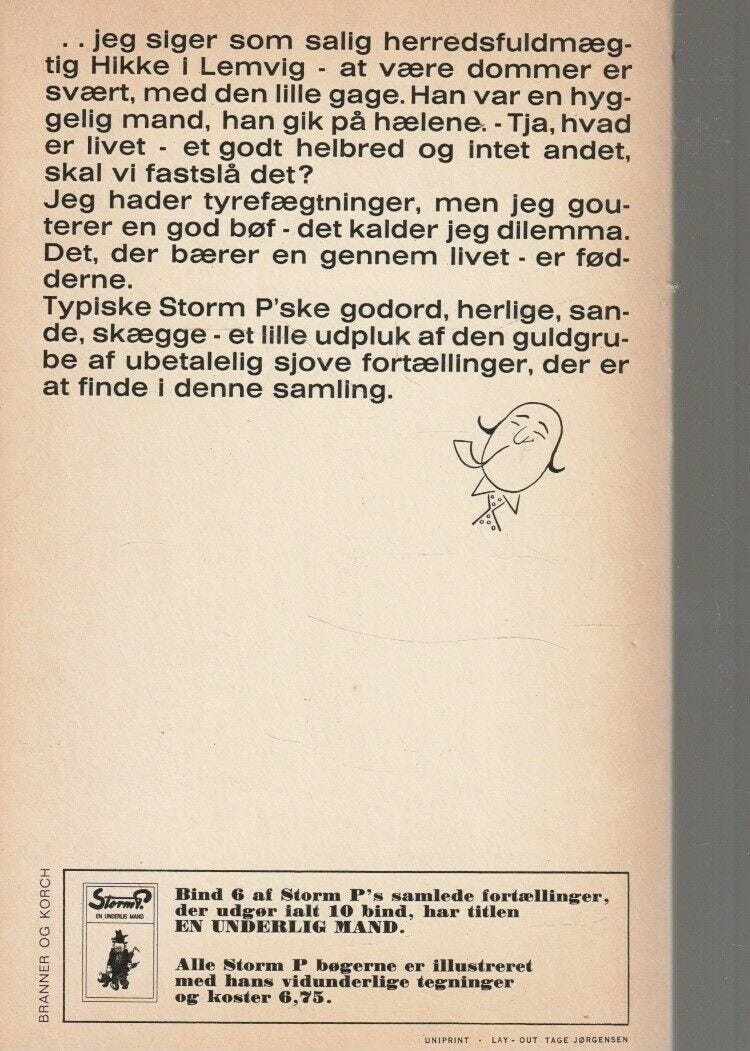 . . jeg siger som salig herredsfuldmæg-
tig Hikke i Lemvig - at være dommer er
svært, med den lille gage. Han var en hyg-
gelig mand, han gik på hælene. - Tja, hvad
er livet - et godt helbred og intet andet,
skal vi fastslå det?
Jeg hader tyrefægtninger, men jeg gou-
terer en god bøf - det kalder jeg dilemma.
Det, der bærer en gennem livet - er fød-
derne.
Typiske Storm P'ske godord, herlige, san-
de, skægge - et lille udpluk af den guldgru-
be af ubetalelig sjove fortællinger, der er
at finde i denne samling.
BRANNER OG KORCH
Storm P.
EN UNDERLIG MAND
Bind 6 af Storm P's samlede fortællinger,
der udgør ialt 10 bind, har titlen
EN UNDERLIG MAND.
Alle Storm P bøgerne er illustreret
med hans vidunderlige tegninger
og koster 6,75.
UNIPRINT · LAY - OUT TAGE JØRGENSEN